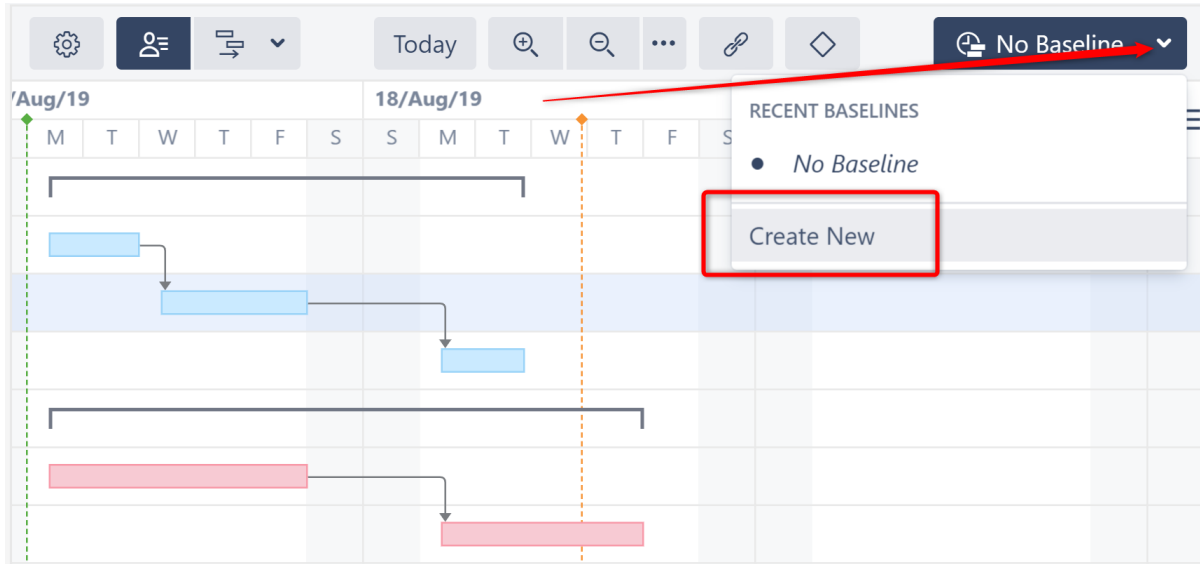 Today
No Baseline
/Aug/19
18/Aug/19
M T W T F S S M T W T F S
RECENT BASELINES
No Baseline
Create New